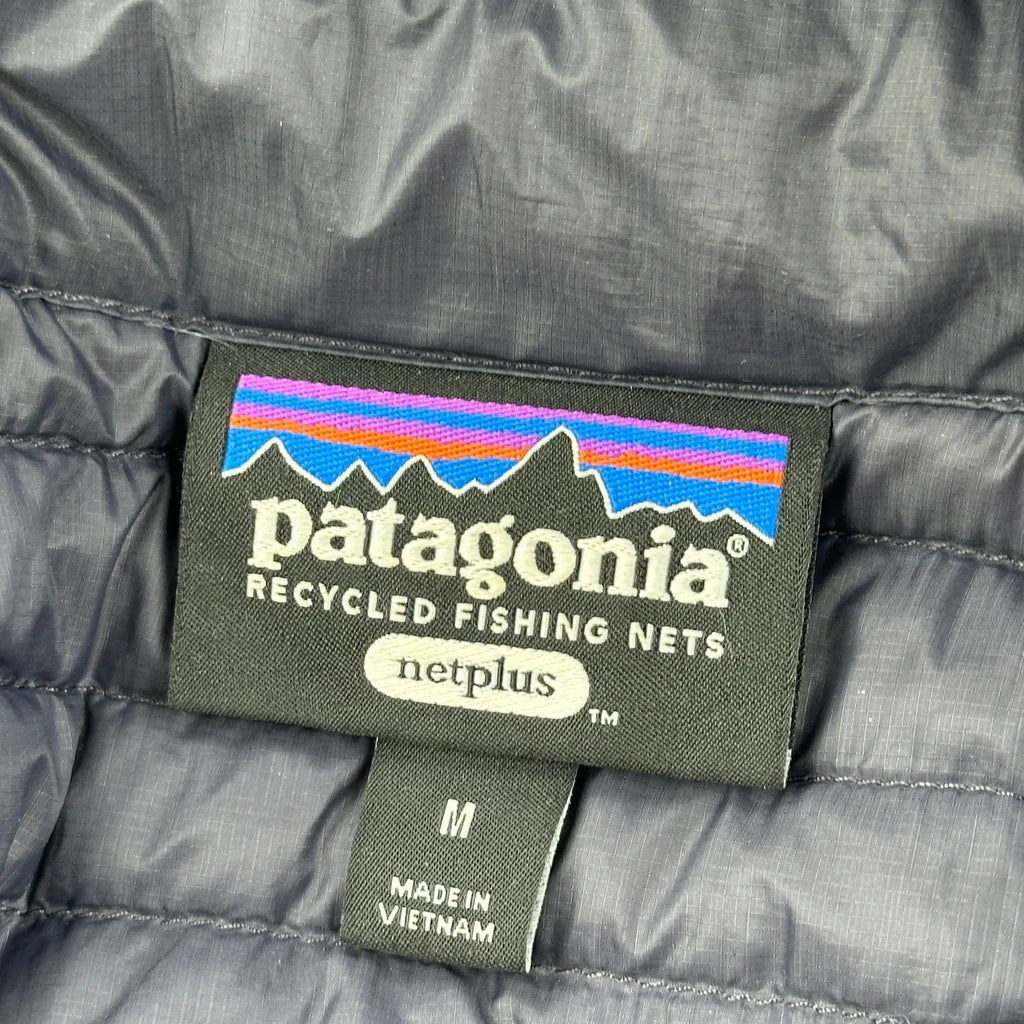 patagonia®
RECYCLED FISHING NETS
netplus
™
M
MADE IN
VIETNAM